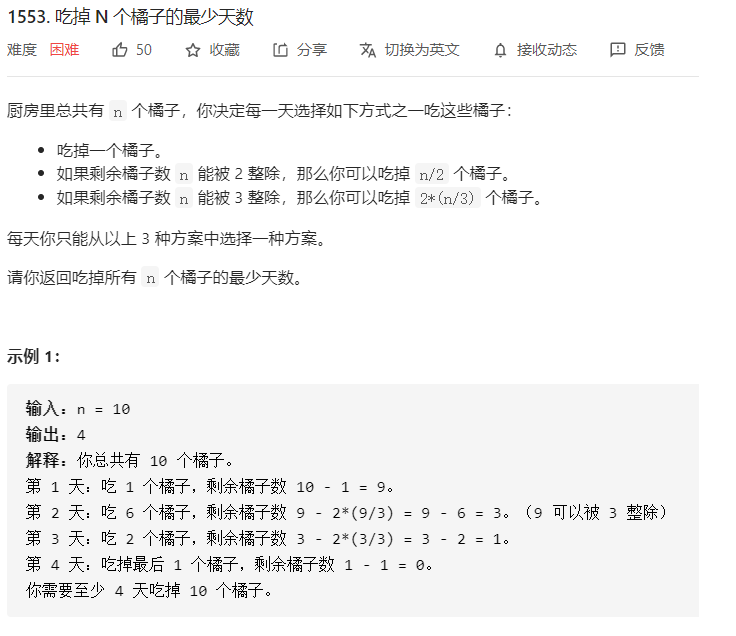 1553. 吃掉 N 个橘子的最少天数
难度 困难 50 收藏 分享 切换为英文 接收动态 反馈
厨房里总共有 n 个橘子，你决定每一天选择如下方式之一吃这些橘子：
吃掉一个橘子。
如果剩余橘子数 n 能被 2 整除，那么你可以吃掉 n/2 个橘子。
如果剩余橘子数 n 能被 3 整除，那么你可以吃掉 2*(n/3) 个橘子。
每天你只能从以上 3 种方案中选择一种方案。
请你返回吃掉所有 n 个橘子的最少天数。
示例 1：
输入：n = 10
输出：4
解释：你总共有 10 个橘子。
第 1 天：吃 1 个橘子，剩余橘子数 10 - 1 = 9。
第 2 天：吃 6 个橘子，剩余橘子数 9 - 2*(9/3) = 9 - 6 = 3。（9 可以被 3 整除）
第 3 天：吃 2 个橘子，剩余橘子数 3 - 2*(3/3) = 3 - 2 = 1。
第 4 天：吃掉最后 1 个橘子，剩余橘子数 1 - 1 = 0。
你需要至少 4 天吃掉 10 个橘子。